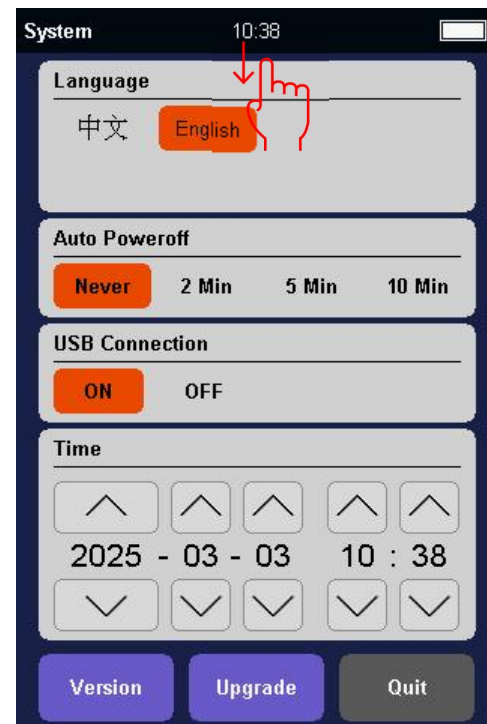 System 10:38
Language
中文 English
Auto Poweroff
Never 2 Min 5 Min 10 Min
USB Connection
ON OFF
Time
2025 - 03 - 03 10 : 38
Version Upgrade Quit